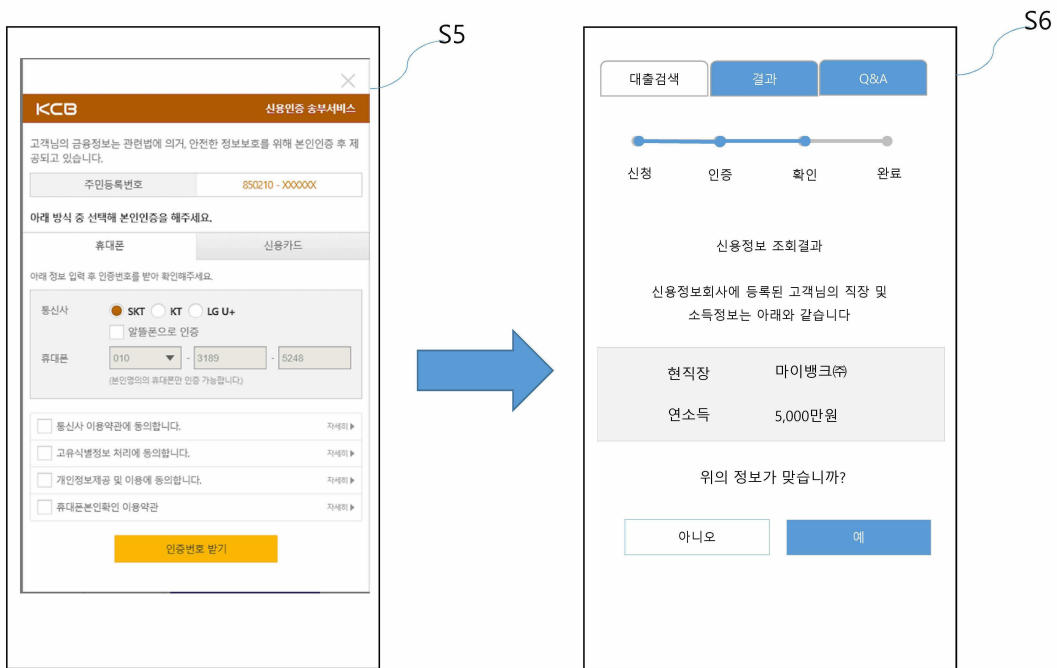 S5
KCB
신용인증 송부서비스
고객님의 금융정보는 관련법에 의거, 안전한 정보보호를 위해 본인인증 후 제
공되고 있습니다.
주민등록번호
850210 - XXXXXX
아래 방식 중 선택해 본인인증을 해주세요.
휴대폰
신용카드
아래 정보 입력 후 인증번호를 받아 확인해주세요.
통신사
SKT
KT
LG U+
알뜰폰으로 인증
휴대폰
010 - 3189 - 5248
(본인명의의 휴대폰만 인증 가능합니다)
통신사 이용약관에 동의합니다.
자세히 ▶
고유식별정보 처리에 동의합니다.
자세히 ▶
개인정보제공 및 이용에 동의합니다.
자세히 ▶
휴대폰본인확인 이용약관
자세히 ▶
인증번호 받기
S6
대출검색
결과
Q&A
신청
인증
확인
완료
신용정보 조회결과
신용정보회사에 등록된 고객님의 직장 및
소득정보는 아래와 같습니다
현직장
마이뱅크㈜
연소득
5,000만원
위의 정보가 맞습니까?
아니오
예